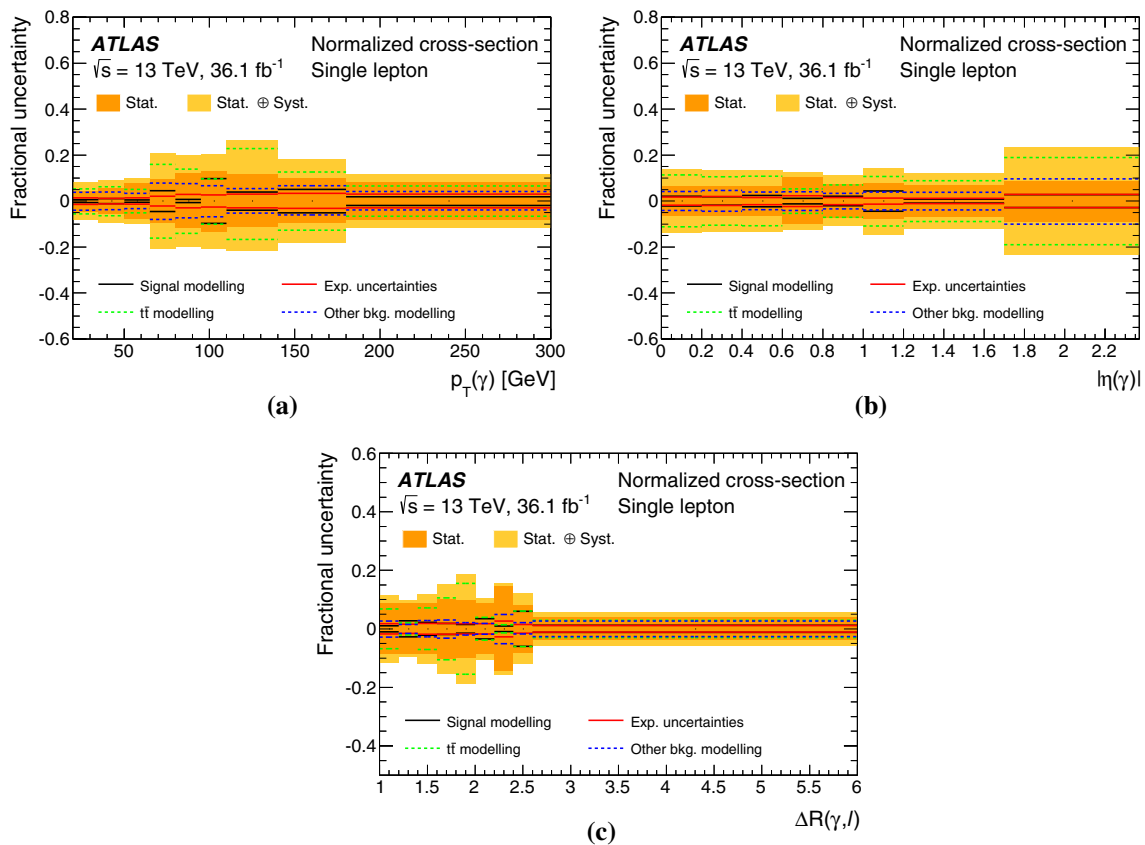 Fractional uncertainty
0.8
0.6
0.4
0.2
0
-0.2
-0.4
-0.6
ATLAS Normalized cross-section
√s = 13 TeV, 36.1 fb⁻¹ Single lepton
Stat. Stat. ⊕ Syst.
Signal modelling Exp. uncertainties
tt̄ modelling Other bkg. modelling
50 100 150 200 250 300
p_T(γ) [GeV]
(a)
Fractional uncertainty
0.8
0.6
0.4
0.2
0
-0.2
-0.4
-0.6
ATLAS Normalized cross-section
√s = 13 TeV, 36.1 fb⁻¹ Single lepton
Stat. Stat. ⊕ Syst.
Signal modelling Exp. uncertainties
tt̄ modelling Other bkg. modelling
0 0.2 0.4 0.6 0.8 1 1.2 1.4 1.6 1.8 2 2.2
|η(γ)|
(b)
Fractional uncertainty
0.6
0.4
0.2
0
-0.2
-0.4
ATLAS Normalized cross-section
√s = 13 TeV, 36.1 fb⁻¹ Single lepton
Stat. Stat. ⊕ Syst.
Signal modelling Exp. uncertainties
tt̄ modelling Other bkg. modelling
1 1.5 2 2.5 3 3.5 4 4.5 5 5.5 6
ΔR(γ,l)
(c)